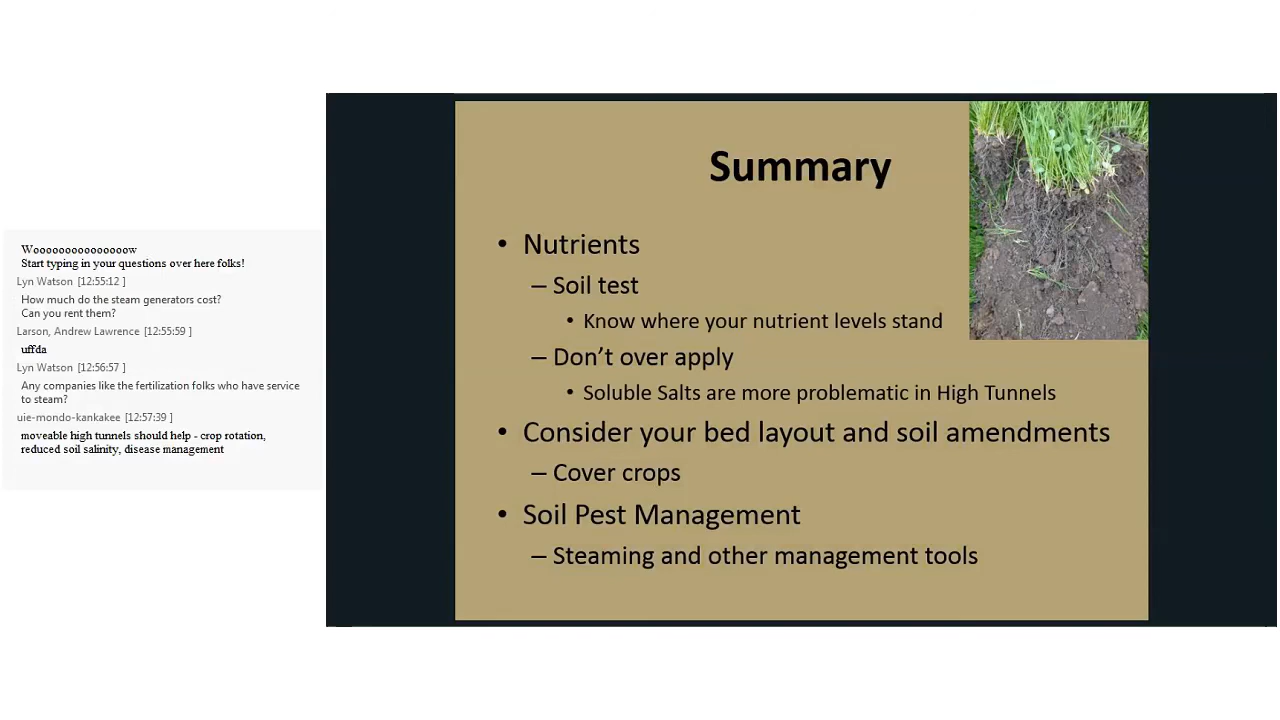 Woooooooooooooooow
Start typing in your questions over here folks!
Lyn Watson [12:55:12 ]
How much do the steam generators cost?
Can you rent them?
Larson, Andrew Lawrence [12:55:59 ]
uffda
Lyn Watson [12:56:57 ]
Any companies like the fertilization folks who have service
to steam?
uie-mondo-kankakee [12:57:39 ]
moveable high tunnels should help - crop rotation,
reduced soil salinity, disease management
Summary
• Nutrients
– Soil test
• Know where your nutrient levels stand
– Don’t over apply
• Soluble Salts are more problematic in High Tunnels
• Consider your bed layout and soil amendments
– Cover crops
• Soil Pest Management
– Steaming and other management tools